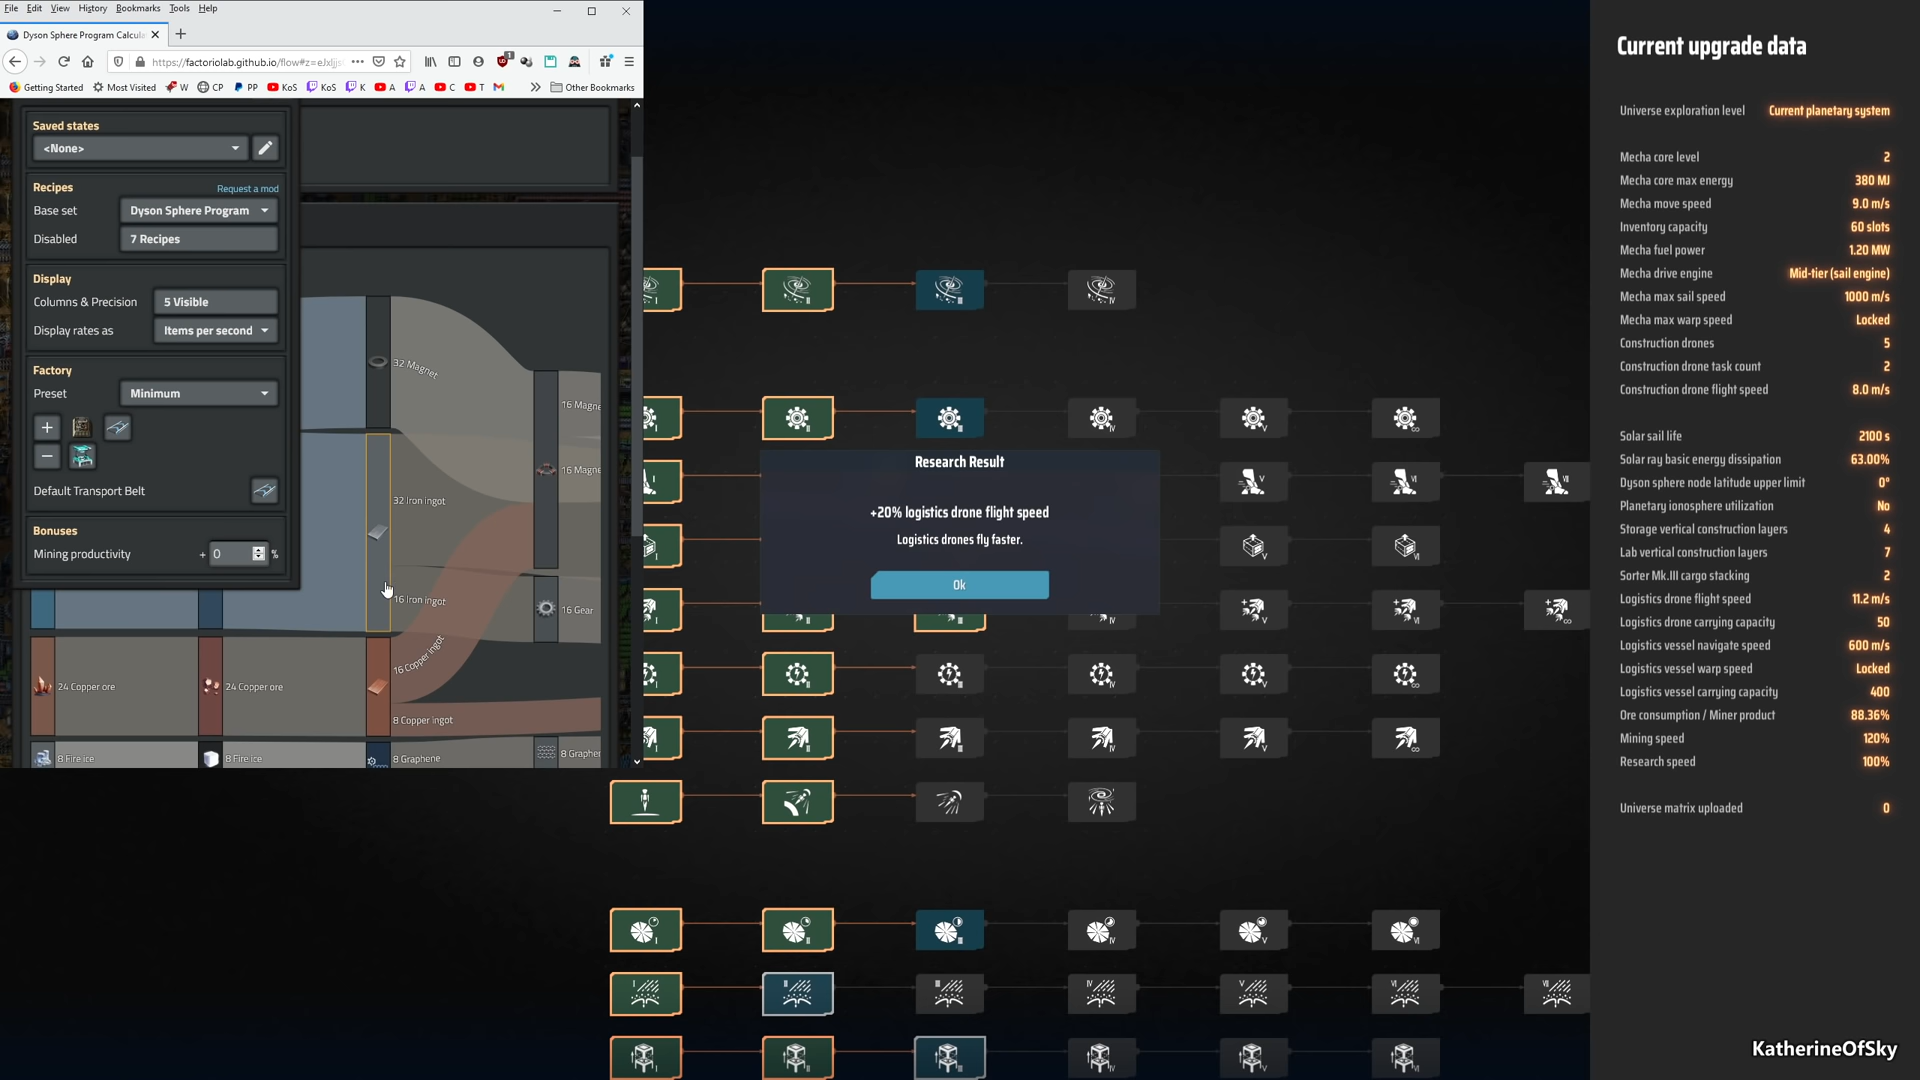 File Edit View History Bookmarks Tools Help
Dyson Sphere Program Calcula
https://factoriolab.github.io/flow#z=eJxljjs
1
Getting Started Most Visited W CP PP KoS KoS K A A C T Other Bookmarks
Saved states
<None>
Recipes Request a mod
Base set Dyson Sphere Program
Disabled 7 Recipes
Display
Columns & Precision 5 Visible
Display rates as Items per second
Factory
Preset Minimum
Default Transport Belt
Bonuses
Mining productivity + 0 %
32 Magnet
16 Magne
16 Magne
32 Iron ingot
16 Iron ingot
16 Gear
16 Copper ingot
24 Copper ore
24 Copper ore
8 Copper ingot
8 Fire ice
8 Fire ice
8 Graphene
8 Graphe
Research Result
+20% logistics drone flight speed
Logistics drones fly faster.
Ok
Current upgrade data
Universe exploration level Current planetary system
Mecha core level 2
Mecha core max energy 380 MJ
Mecha move speed 9.0 m/s
Inventory capacity 60 slots
Mecha fuel power 1.20 MW
Mecha drive engine Mid-tier (sail engine)
Mecha max sail speed 1000 m/s
Mecha max warp speed Locked
Construction drones 5
Construction drone task count 2
Construction drone flight speed 8.0 m/s
Solar sail life 2100 s
Solar ray basic energy dissipation 63.00%
Dyson sphere node latitude upper limit 0°
Planetary ionosphere utilization No
Storage vertical construction layers 4
Lab vertical construction layers 7
Sorter Mk.III cargo stacking 2
Logistics drone flight speed 11.2 m/s
Logistics drone carrying capacity 50
Logistics vessel navigate speed 600 m/s
Logistics vessel warp speed Locked
Logistics vessel carrying capacity 400
Ore consumption / Miner product 88.36%
Mining speed 120%
Research speed 100%
Universe matrix uploaded 0
KatherineOfSky